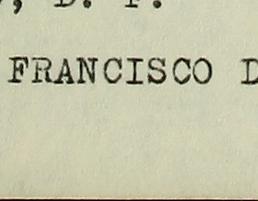 , D. F.
FRANCISCO D